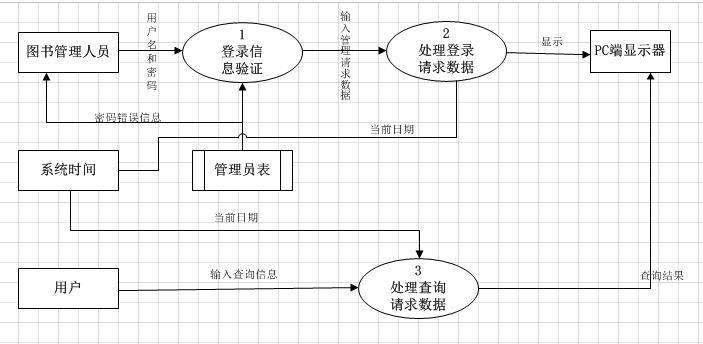 图书管理人员
用户名和密码
1
登录信
息验证
输入管理请求数据
2
处理登录
请求数据
显示
PC端显示器
密码错误信息
当前日期
系统时间
管理员表
当前日期
用户
输入查询信息
3
处理查询
请求数据
查询结果